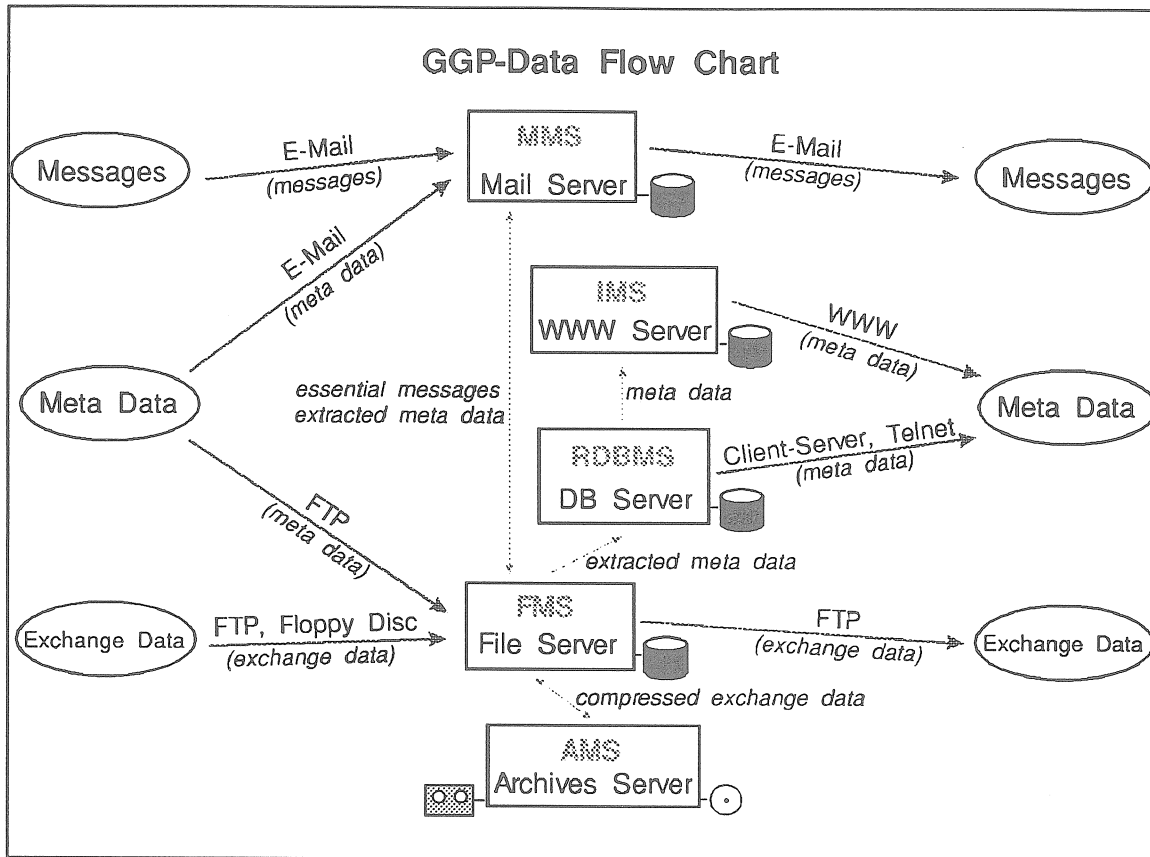 GGP-Data Flow Chart
Messages
E-Mail
(messages)
MMS
Mail Server
E-Mail
(messages)
Messages
E-Mail
(meta data)
IMS
WWW Server
WWW
(meta data)
Meta Data
essential messages
extracted meta data
meta data
Meta Data
RDBMS
DB Server
Client-Server, Telnet
(meta data)
FTP
(meta data)
extracted meta data
Exchange Data
FTP, Floppy Disc
(exchange data)
FMS
File Server
FTP
(exchange data)
Exchange Data
compressed exchange data
AMS
Archives Server